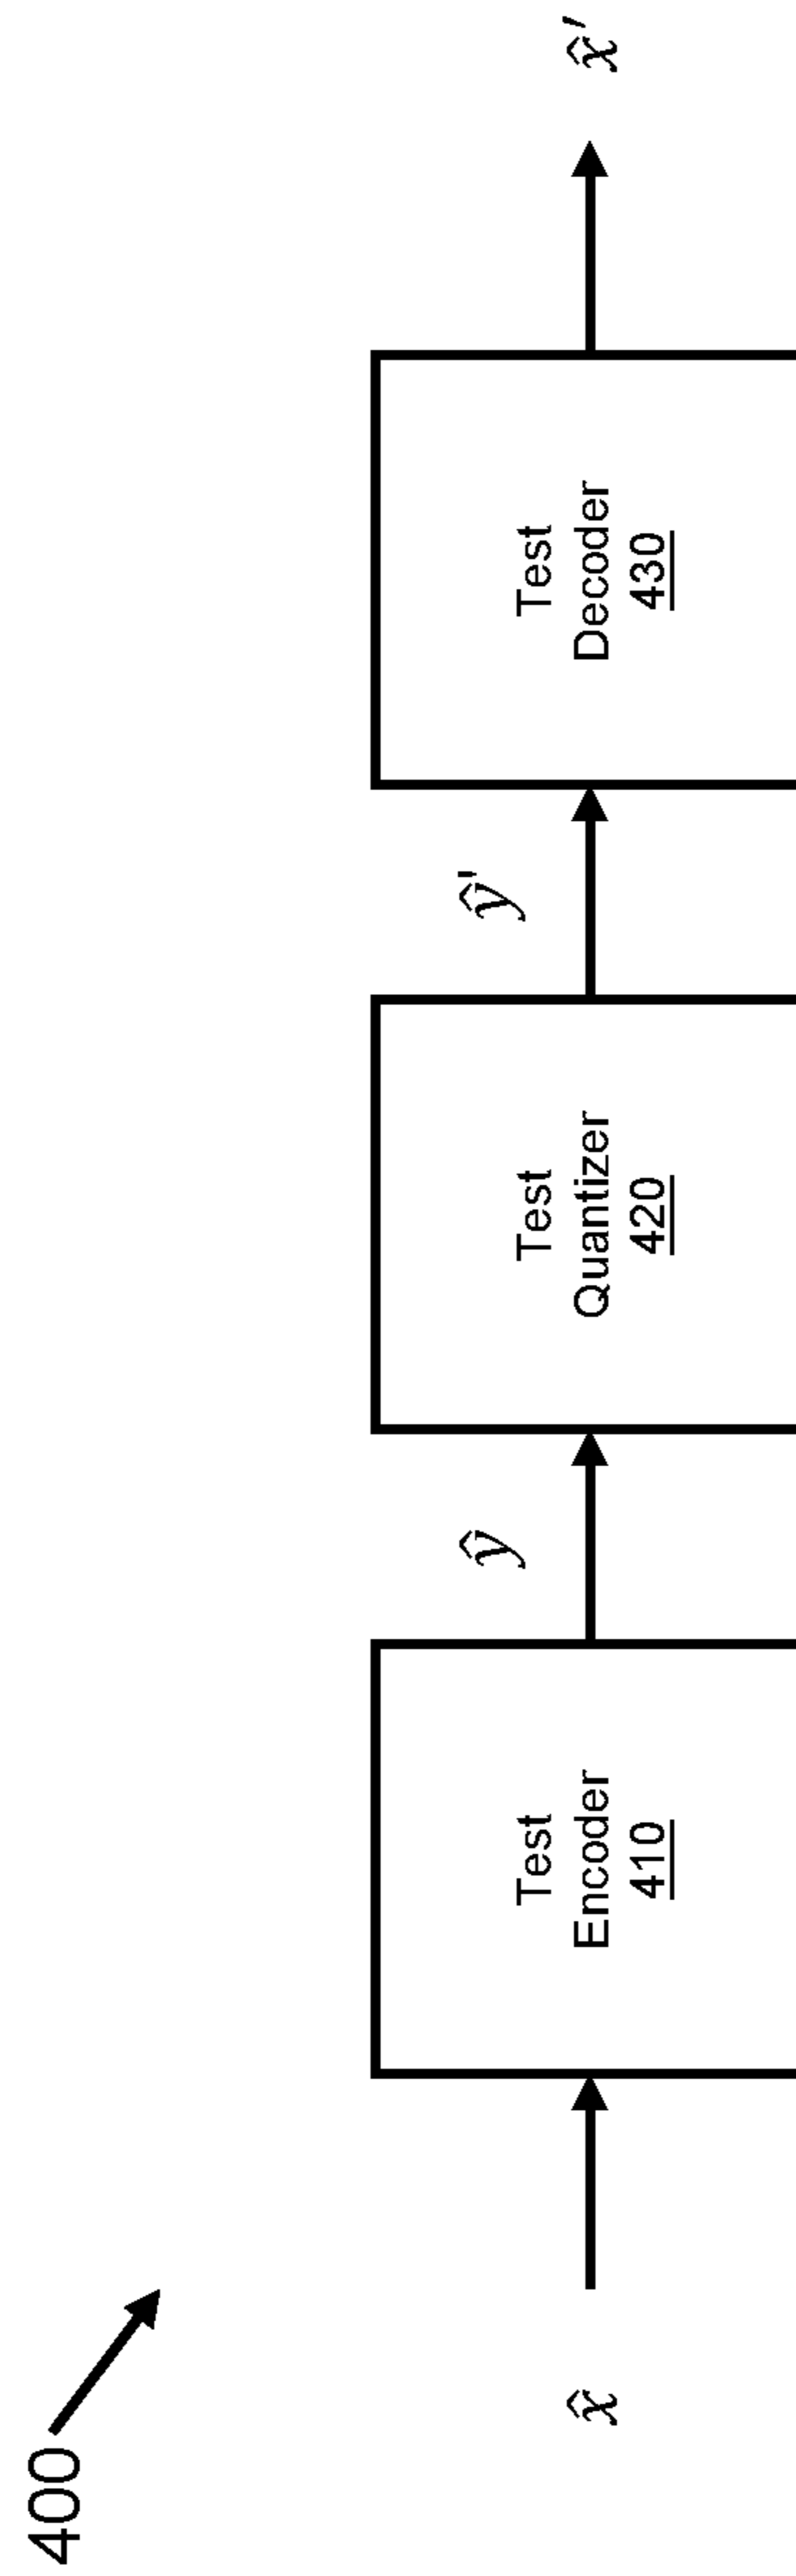 400
x̂
Test
Encoder
410
ŷ
Test
Quantizer
420
ŷ'
Test
Decoder
430
x̂′